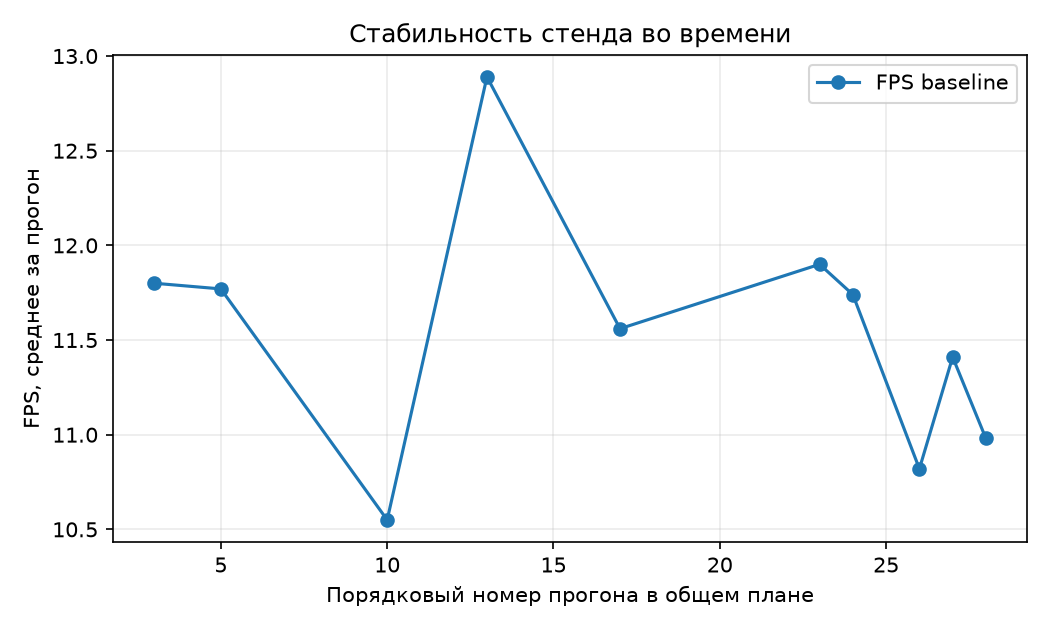 Стабильность стенда во времени
FPS baseline
FPS, среднее за прогон
13.0
12.5
12.0
11.5
11.0
10.5
5
10
15
20
25
Порядковый номер прогона в общем плане